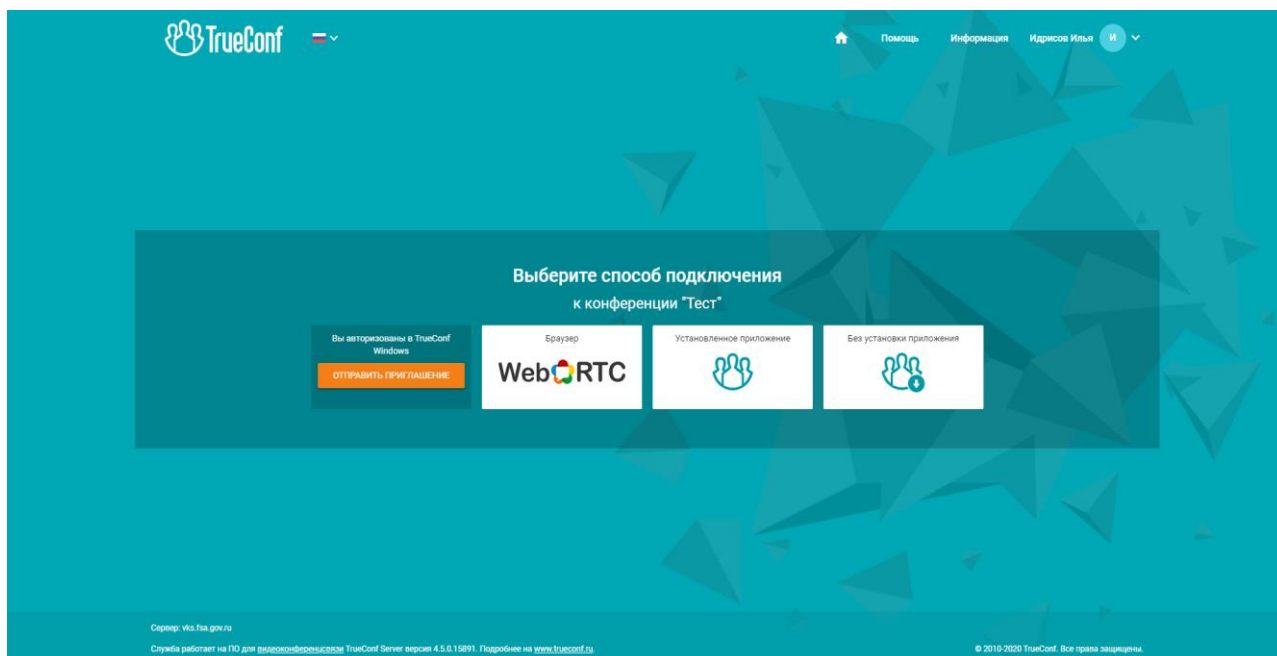 TrueConf
Помощь
Информация
Идрисов Илья
И
Выберите способ подключения
к конференции "Тест"
Вы авторизованы в TrueConf
Windows
ОТПРАВИТЬ ПРИГЛАШЕНИЕ
Браузер
WebRTC
Установленное приложение
Без установки приложения
Сервер: vks.fsa.gov.ru
Служба работает на ПО для видеоконференцсвязи TrueConf Server версия 4.5.0.15891. Подробнее на www.trueconf.ru.
© 2010-2020 TrueConf. Все права защищены.